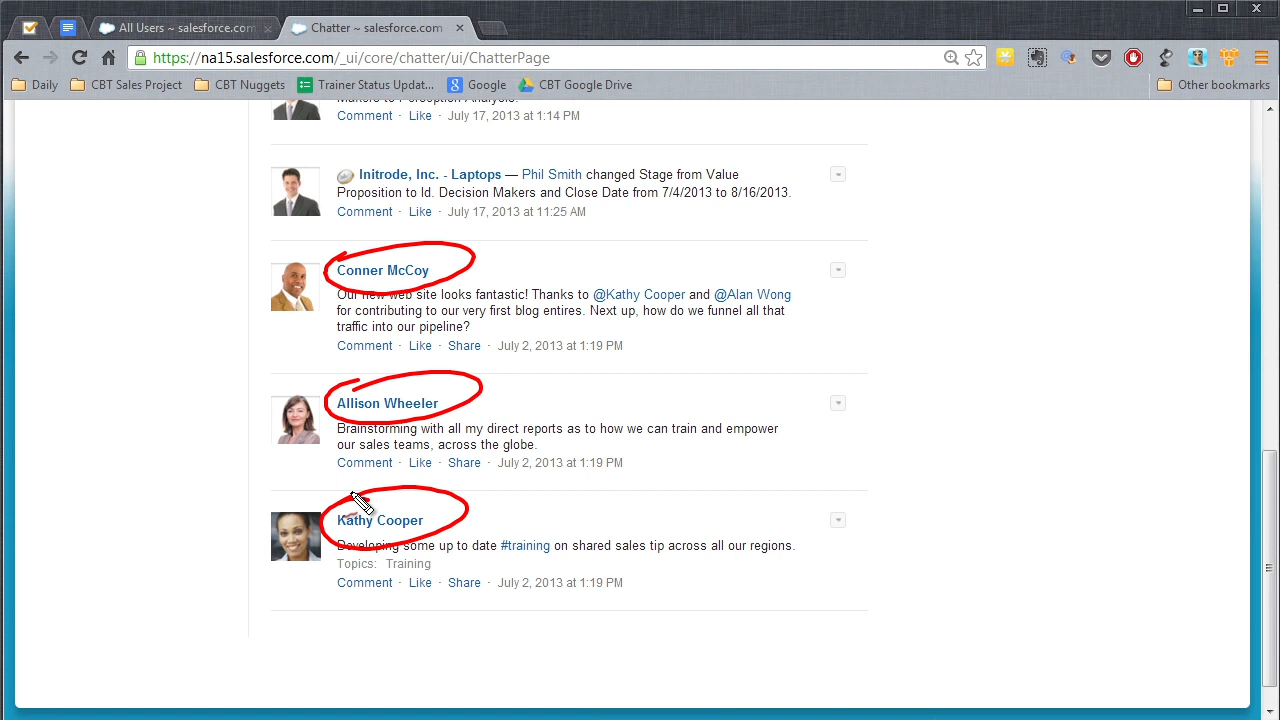 All Users ~ salesforce.com
Chatter ~ salesforce.com
https://na15.salesforce.com/_ui/core/chatter/ui/ChatterPage
Daily CBT Sales Project CBT Nuggets Trainer Status Updat... Google CBT Google Drive Other bookmarks
Makers to Perception Analysis.
Comment · Like · July 17, 2013 at 1:14 PM
Initrode, Inc. - Laptops — Phil Smith changed Stage from Value
Proposition to Id. Decision Makers and Close Date from 7/4/2013 to 8/16/2013.
Comment · Like · July 17, 2013 at 11:25 AM
Conner McCoy
Our new web site looks fantastic! Thanks to @Kathy Cooper and @Alan Wong
for contributing to our very first blog entires. Next up, how do we funnel all that
traffic into our pipeline?
Comment · Like · Share · July 2, 2013 at 1:19 PM
Allison Wheeler
Brainstorming with all my direct reports as to how we can train and empower
our sales teams, across the globe.
Comment · Like · Share · July 2, 2013 at 1:19 PM
Kathy Cooper
Developing some up to date #training on shared sales tip across all our regions.
Topics: Training
Comment · Like · Share · July 2, 2013 at 1:19 PM